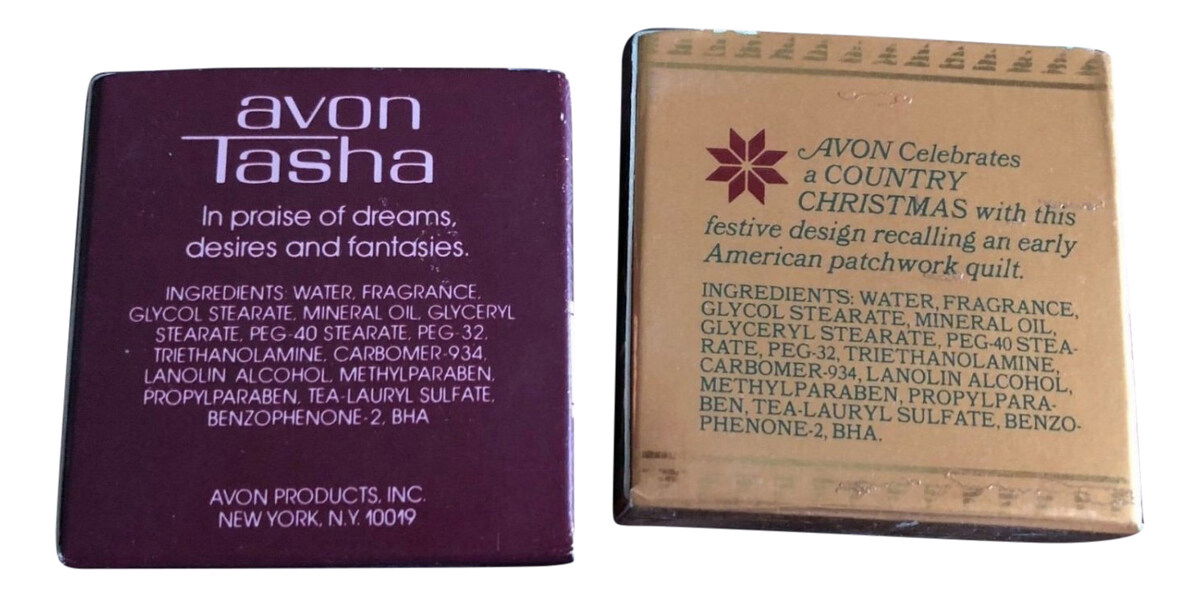 avon
Tasha
In praise of dreams,
desires and fantasies.
INGREDIENTS: WATER, FRAGRANCE,
GLYCOL STEARATE, MINERAL OIL, GLYCERYL
STEARATE, PEG-40 STEARATE, PEG-32,
TRIETHANOLAMINE, CARBOMER-934,
LANOLIN ALCOHOL, METHYLPARABEN,
PROPYLPARABEN, TEA-LAURYL SULFATE,
BENZOPHENONE-2, BHA
AVON PRODUCTS, INC.
NEW YORK, N.Y. 10019
AVON Celebrates
a COUNTRY
CHRISTMAS with this
festive design recalling an early
American patchwork quilt.
INGREDIENTS: WATER, FRAGRANCE,
GLYCOL STEARATE, MINERAL OIL,
GLYCERYL STEARATE, PEG-40 STEA-
RATE, PEG-32, TRIETHANOLAMINE,
CARBOMER-934, LANOLIN ALCOHOL,
METHYLPARABEN, PROPYLPARA-
BEN, TEA-LAURYL SULFATE, BENZO-
PHENONE-2, BHA.